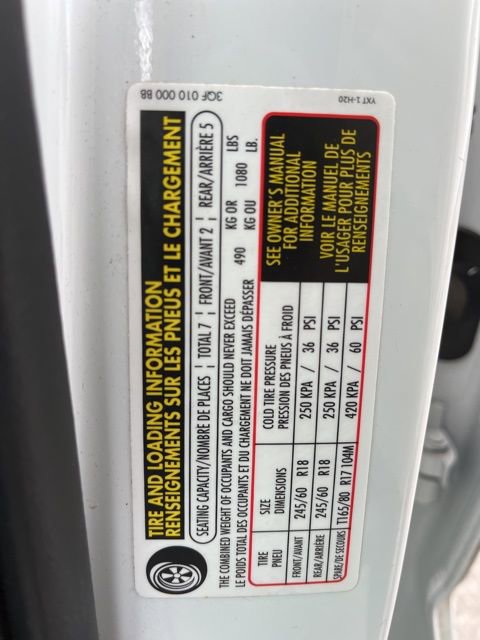 3QF 010 000 BB
YXT 1-H20
TIRE AND LOADING INFORMATION
RENSEIGNEMENTS SUR LES PNEUS ET LE CHARGEMENT
SEATING CAPACITY/NOMBRE DE PLACES ¦ TOTAL 7 ¦ FRONT/AVANT 2 ¦ REAR/ARRIÈRE 5
THE COMBINED WEIGHT OF OCCUPANTS AND CARGO SHOULD NEVER EXCEED 490 KG OR 1080 LBS
LE POIDS TOTAL DES OCCUPANTS ET DU CHARGEMENT NE DOIT JAMAIS DÉPASSER KG OU LB.
TIRE SIZE COLD TIRE PRESSURE
PNEU DIMENSIONS PRESSION DES PNEUS À FROID
FRONT/AVANT 245/60 R18 250 KPA / 36 PSI
REAR/ARRIÈRE 245/60 R18 250 KPA / 36 PSI
SPARE/DE SECOURS T165/80 R17 104M 420 KPA / 60 PSI
SEE OWNER'S MANUAL
FOR ADDITIONAL
INFORMATION
VOIR LE MANUEL DE
L'USAGER POUR PLUS DE
RENSEIGNEMENTS